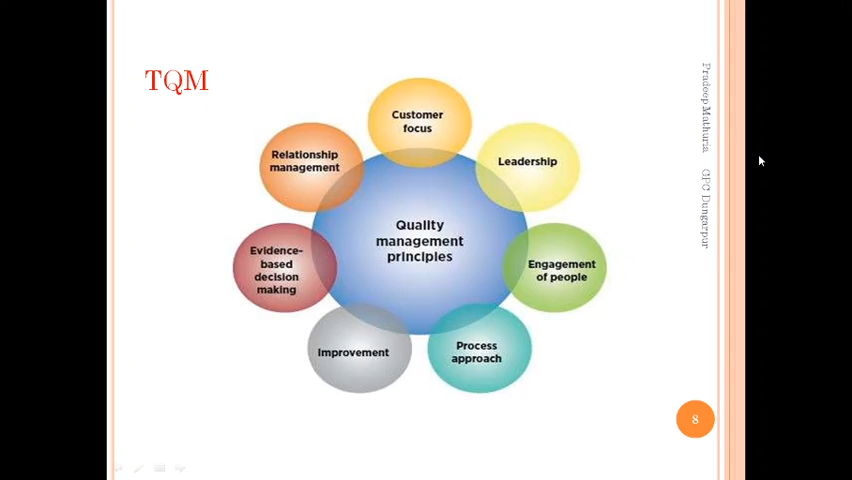 TQM
Customer
focus
Leadership
Engagement
of people
Process
approach
Improvement
Evidence-
based
decision
making
Relationship
management
Quality
management
principles
Pradeep Mathuria GPC Dungarpur
8